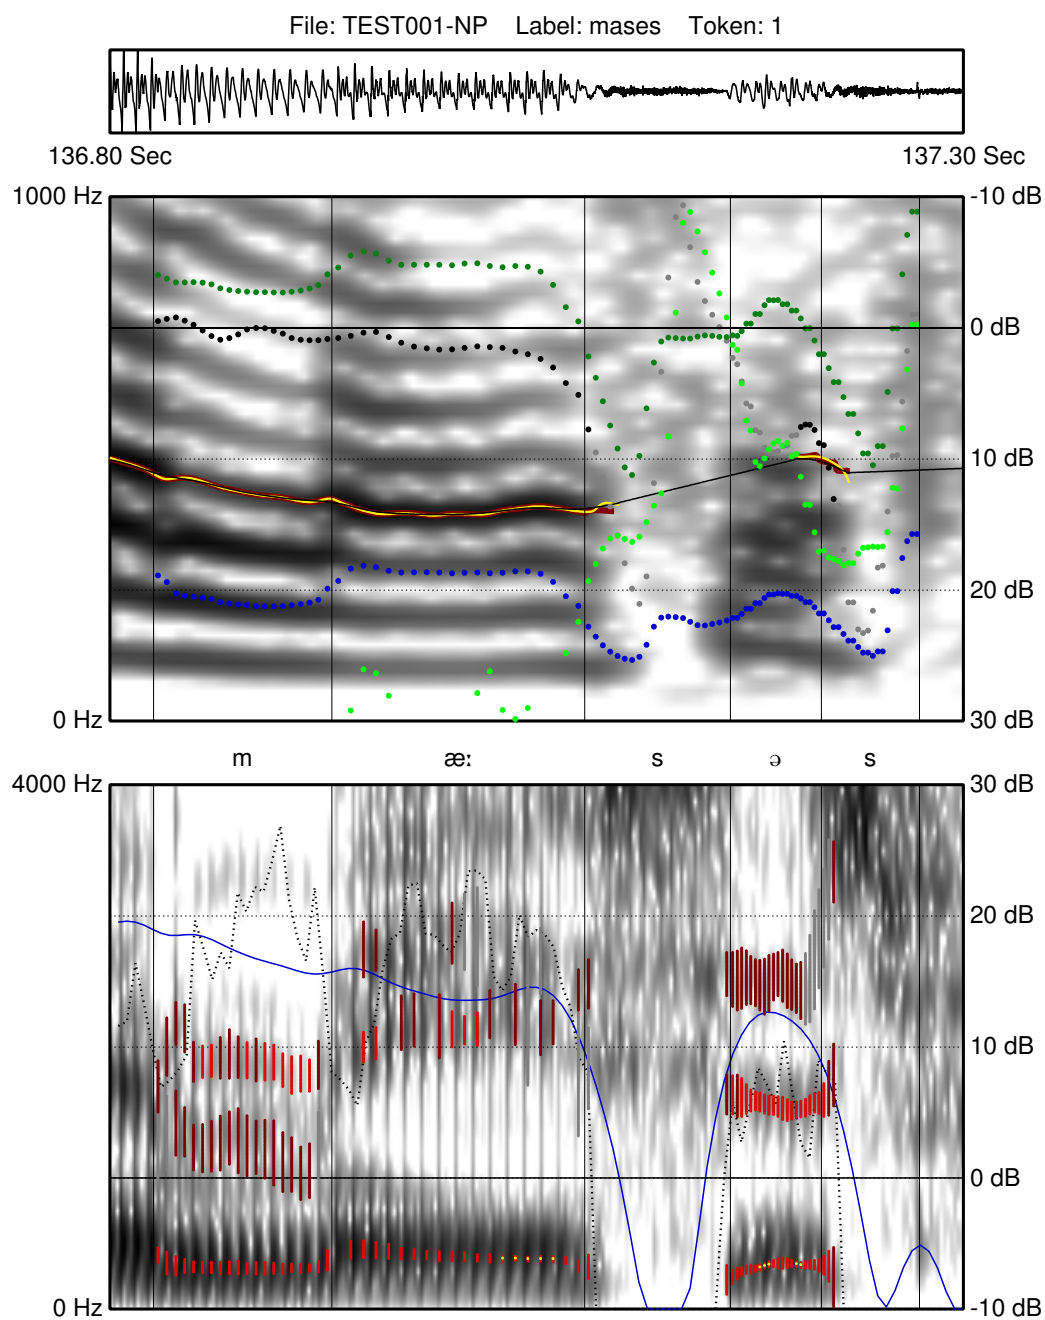 File: TEST001-NP Label: mases Token: 1
136.80 Sec 137.30 Sec
1000 Hz -10 dB
0 dB
10 dB
20 dB
0 Hz 30 dB
m æː s ə s
4000 Hz 30 dB
20 dB
10 dB
0 dB
0 Hz -10 dB